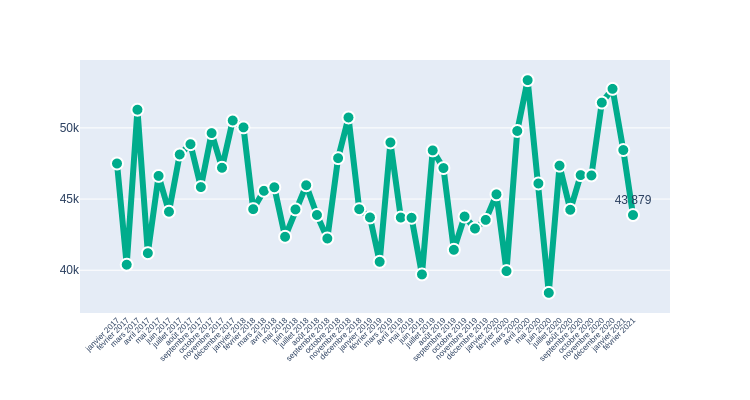 50k
45k
40k
43 879
janvier 2017
février 2017
mars 2017
avril 2017
mai 2017
juin 2017
juillet 2017
août 2017
septembre 2017
octobre 2017
novembre 2017
décembre 2017
janvier 2018
février 2018
mars 2018
avril 2018
mai 2018
juin 2018
juillet 2018
août 2018
septembre 2018
octobre 2018
novembre 2018
décembre 2018
janvier 2019
février 2019
mars 2019
avril 2019
mai 2019
juin 2019
juillet 2019
août 2019
septembre 2019
octobre 2019
novembre 2019
décembre 2019
janvier 2020
février 2020
mars 2020
avril 2020
mai 2020
juin 2020
juillet 2020
août 2020
septembre 2020
octobre 2020
novembre 2020
décembre 2020
janvier 2021
février 2021